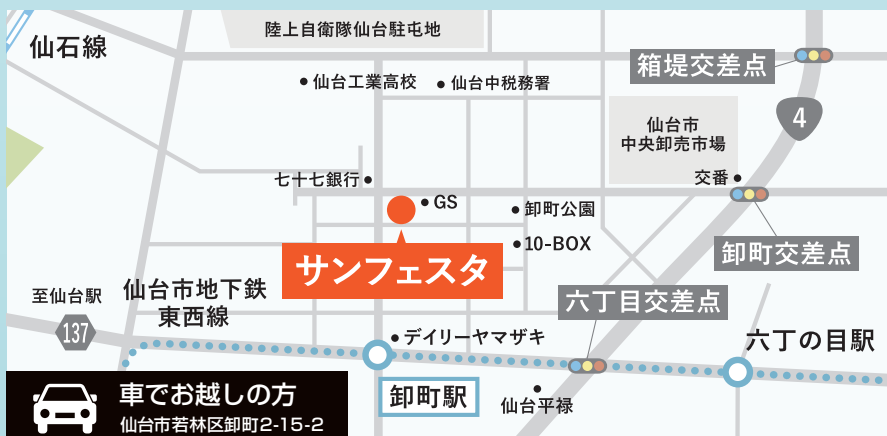 陸上自衛隊仙台駐屯地
仙石線
箱堤交差点
仙台工業高校
仙台中税務署
4
仙台市
中央卸売市場
交番
七十七銀行
GS
卸町公園
10-BOX
卸町交差点
サンフェスタ
至仙台駅
仙台市地下鉄
東西線
六丁目交差点
137
デイリーヤマザキ
六丁の目駅
卸町駅
仙台平禄
車でお越しの方
仙台市若林区卸町2-15-2